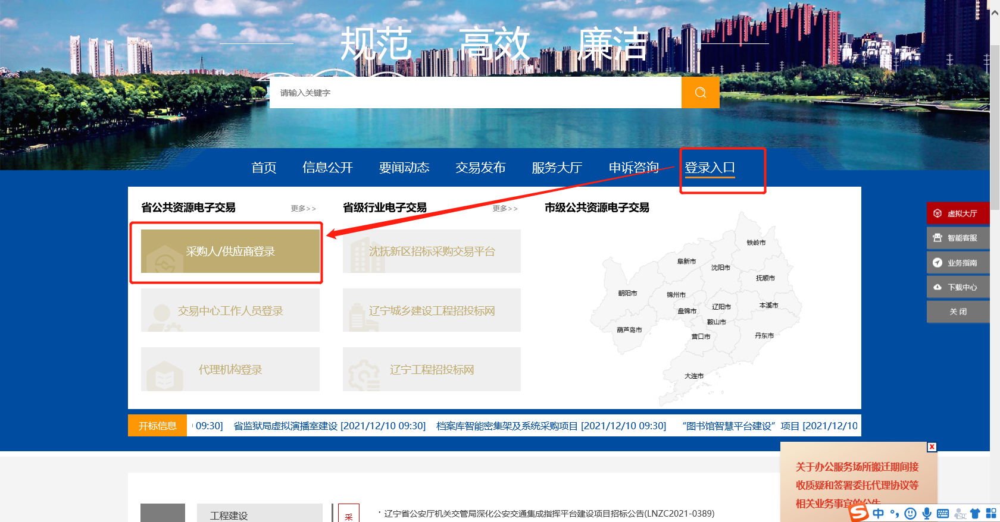 规范 高效 廉洁
请输入关键字
首页 信息公开 要闻动态 交易发布 服务大厅 申诉咨询 登录入口
省公共资源电子交易 更多>> 省级行业电子交易 更多>> 市级公共资源电子交易
采购人/供应商登录
沈抚新区招标采购交易平台
交易中心工作人员登录
辽宁城乡建设工程招投标网
代理机构登录
辽宁工程招投标网
铁岭市
阜新市
沈阳市
抚顺市
朝阳市
锦州市
辽阳市
本溪市
盘锦市
鞍山市
葫芦岛市
营口市
丹东市
大连市
虚拟大厅
智能客服
业务指南
下载中心
关 闭
开标信息 09:30] 省监狱局虚拟演播室建设 [2021/12/10 09:30] 档案库智能密集架及系统采购项目 [2021/12/10 09:30] “图书馆智慧平台建设”项目 [2021/12/10
X
关于办公服务场所搬迁期间接
收质疑和签署委托代理协议等
相关业务事宜的公告
工程建设
采
· 辽宁省公安厅机关交管局深化公安交通集成指挥平台建设项目招标公告(LNZC2021-0389)
S 中